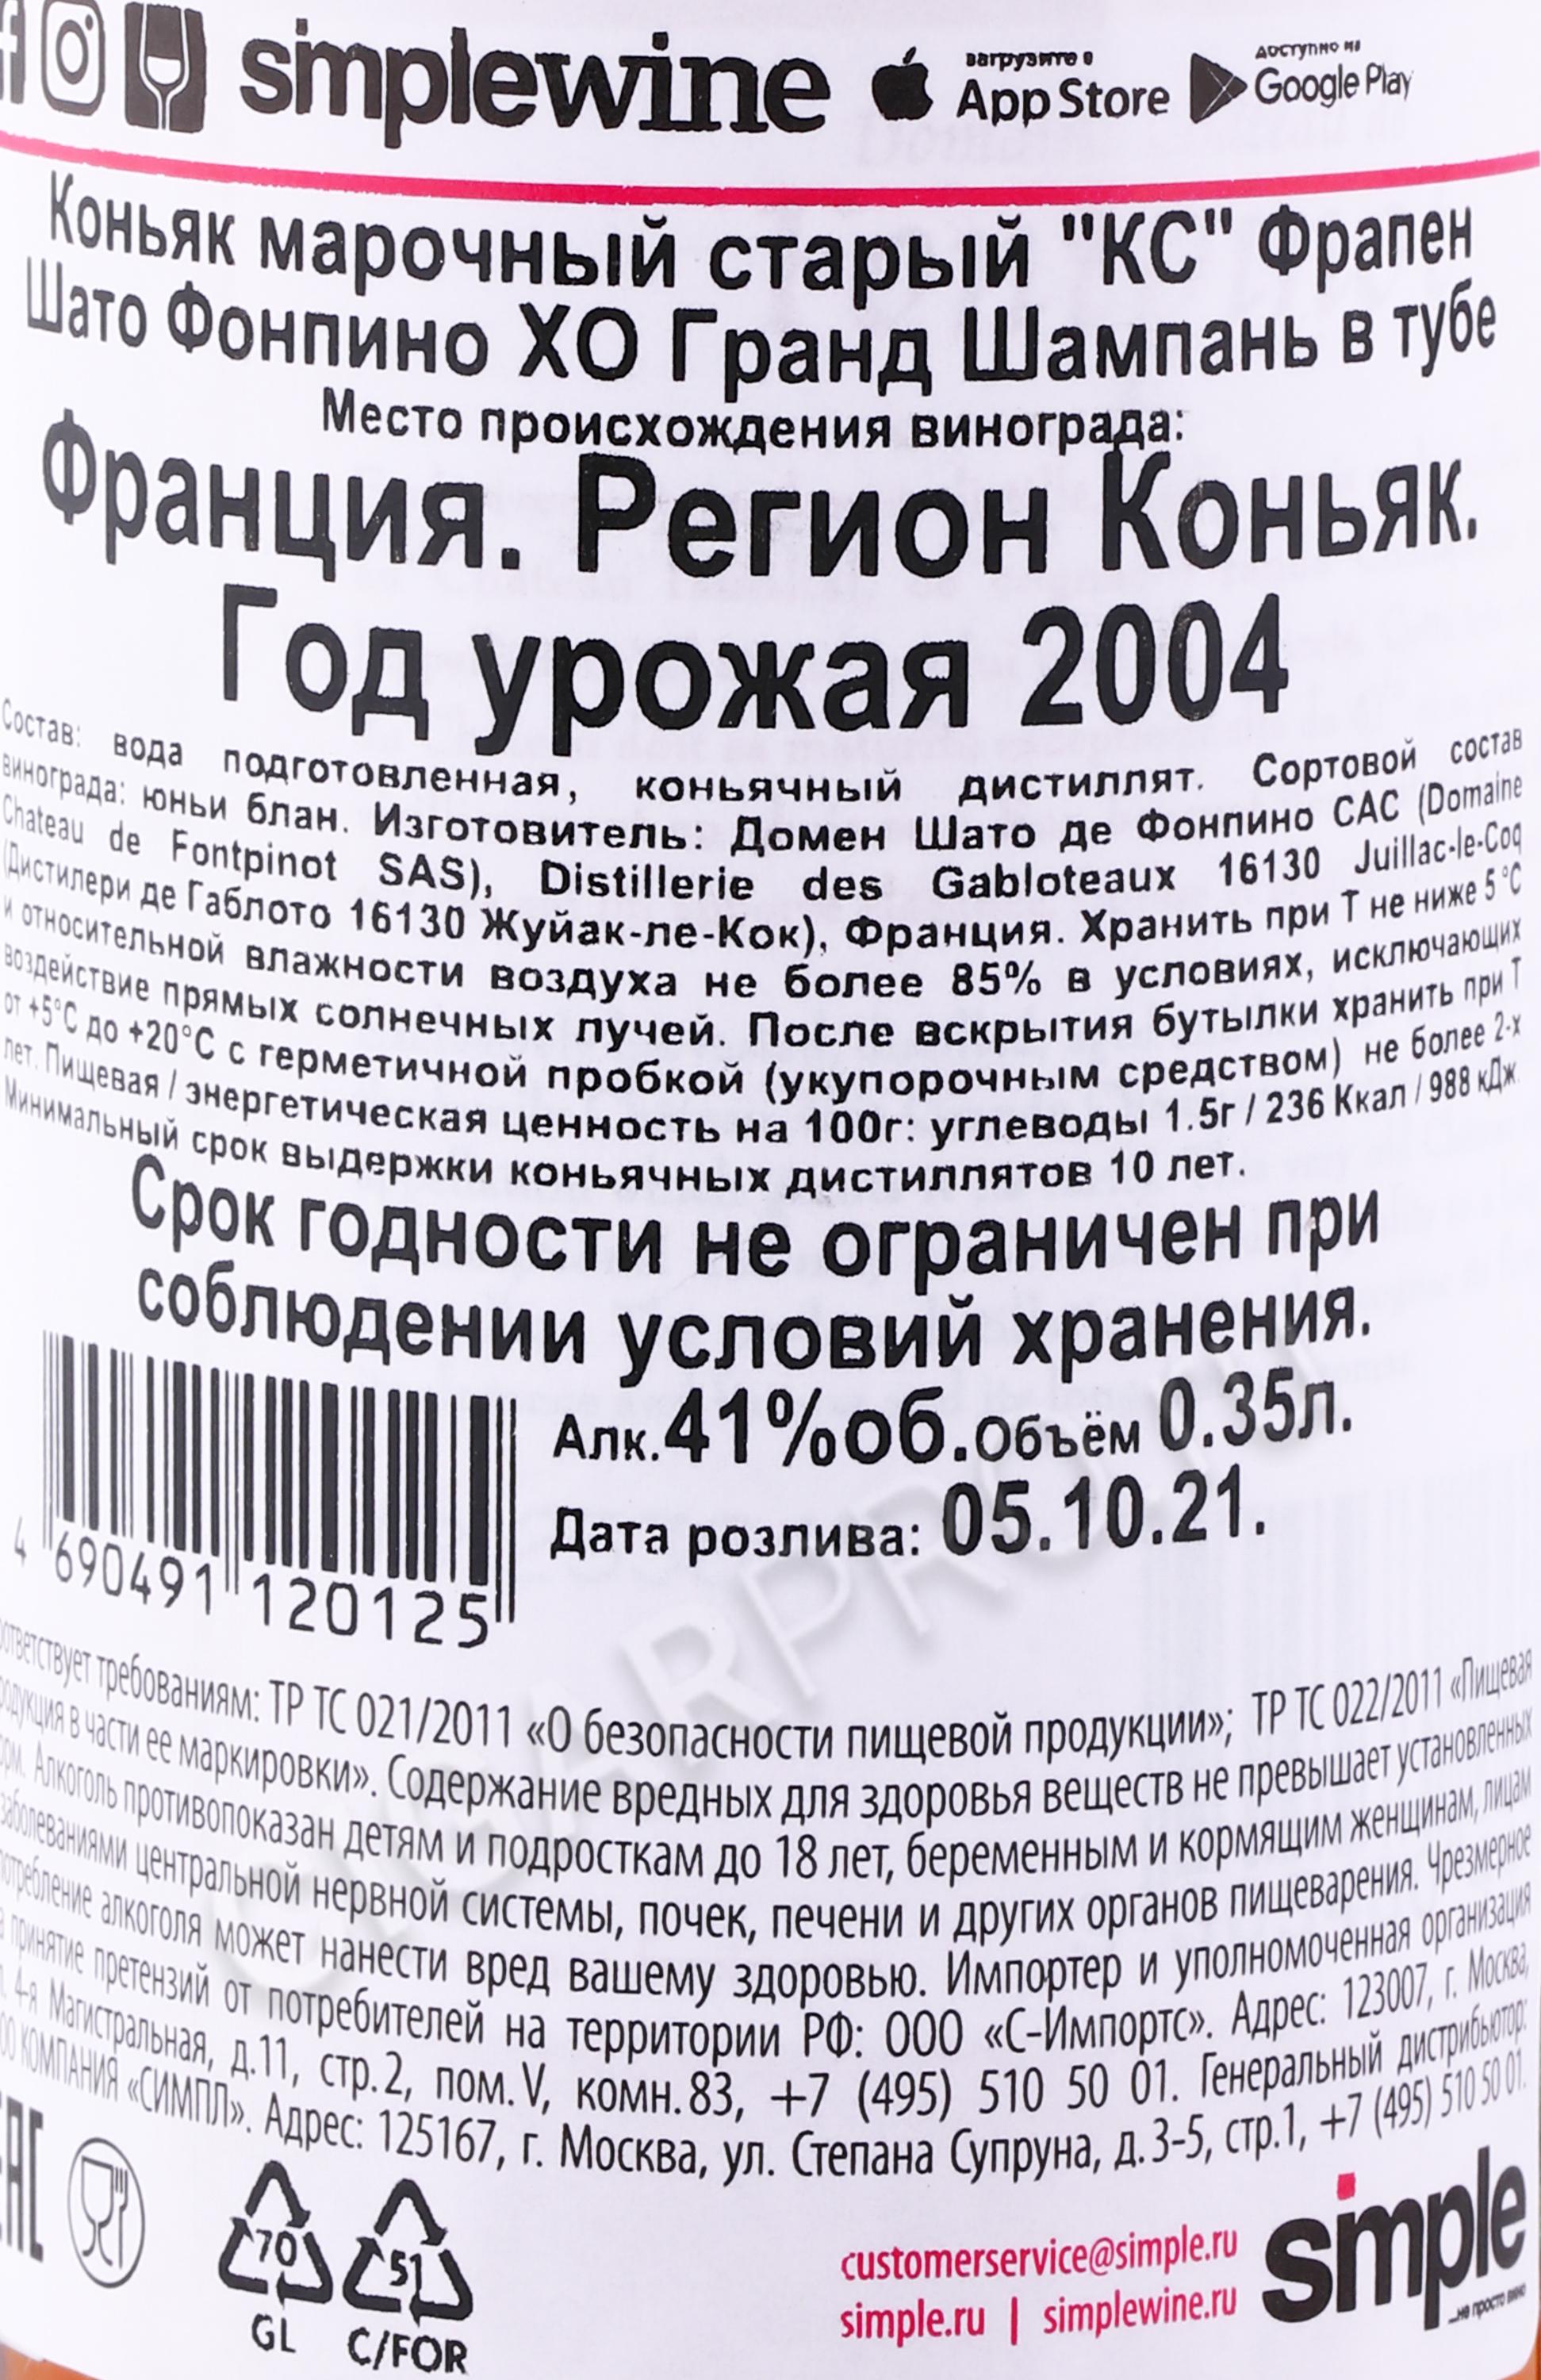 simplewine загрузите в App Store доступно на Google Play
Коньяк марочный старый "КС" Фрапен
Шато Фонпино ХО Гранд Шампань в тубе
Место происхождения винограда:
Франция. Регион Коньяк.
Год урожая 2004
Состав: вода подготовленная, коньячный дистиллят. Сортовой состав
винограда: юньи блан. Изготовитель: Домен Шато де Фонпино САС (Domaine
Chateau de Fontpinot SAS), Distillerie des Gabloteaux 16130 Juillac-le-Coq
(Дистилери де Габлото 16130 Жуйак-ле-Кок), Франция. Хранить при Т не ниже 5°С
и относительной влажности воздуха не более 85% в условиях, исключающих
воздействие прямых солнечных лучей. После вскрытия бутылки хранить при Т
от +5°С до +20°С с герметичной пробкой (укупорочным средством) не более 2-х
лет. Пищевая / энергетическая ценность на 100г: углеводы 1.5г / 236 Ккал / 988 кДж
Минимальный срок выдержки коньячных дистиллятов 10 лет.
Срок годности не ограничен при
соблюдении условий хранения.
Алк.41%об.Объём 0.35л.
Дата розлива: 05.10.21.
4 690491 120125
ответствует требованиям: ТР ТС 021/2011 «О безопасности пищевой продукции»; ТР ТС 022/2011 «Пищевая
одукция в части ее маркировки». Содержание вредных для здоровья веществ не превышает установленных
Алкоголь противопоказан детям и подросткам до 18 лет, беременным и кормящим женщинам, лицам
заболеваниями центральной нервной системы, почек, печени и других органов пищеварения. Чрезмерное
отребление алкоголя может нанести вред вашему здоровью. Импортер и уполномоченная организация
принятие претензий от потребителей на территории РФ: ООО «С-Импортс». Адрес: 123007, г. Москва,
4-я Магистральная, д.11, стр.2, пом.V, комн.83, +7 (495) 510 50 01. Генеральный дистрибьютор:
ОО КОМПАНИЯ «СИМПЛ». Адрес: 125167, г. Москва, ул. Степана Супруна, д.3-5, стр.1, +7 (495) 510 50 01.
EAC
70
GL
51
C/FOR
customerservice@simple.ru
simple.ru | simplewine.ru
simple
...не просто вино
CIGARPRO.RU